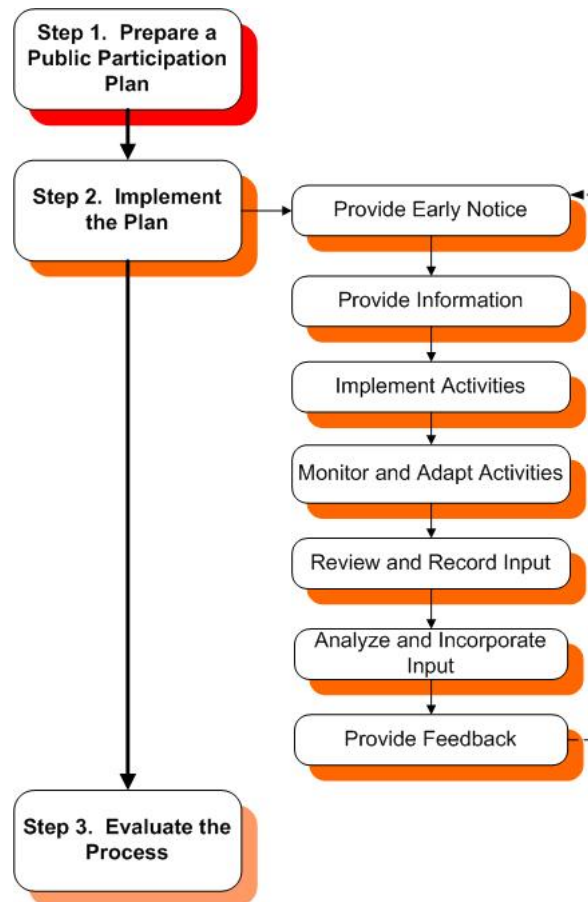 Step 1.  Prepare a
Public Participation
Plan
Step 2.  Implement
the Plan
Provide Early Notice
Provide Information
Implement Activities
Monitor and Adapt Activities
Review and Record Input
Analyze and Incorporate
Input
Provide Feedback
Step 3.  Evaluate the
Process